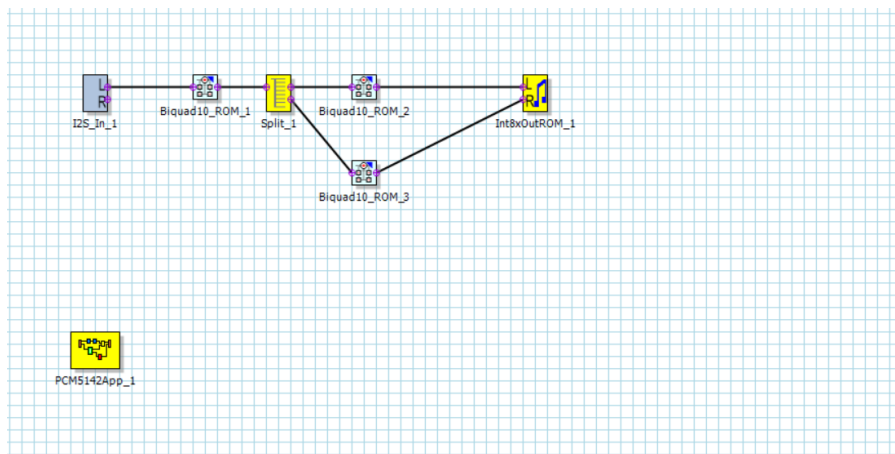 L
R
I2S_In_1
Biquad10_ROM_1
Split_1
Biquad10_ROM_2
L
R
Int8xOutROM_1
Biquad10_ROM_3
PCM5142App_1